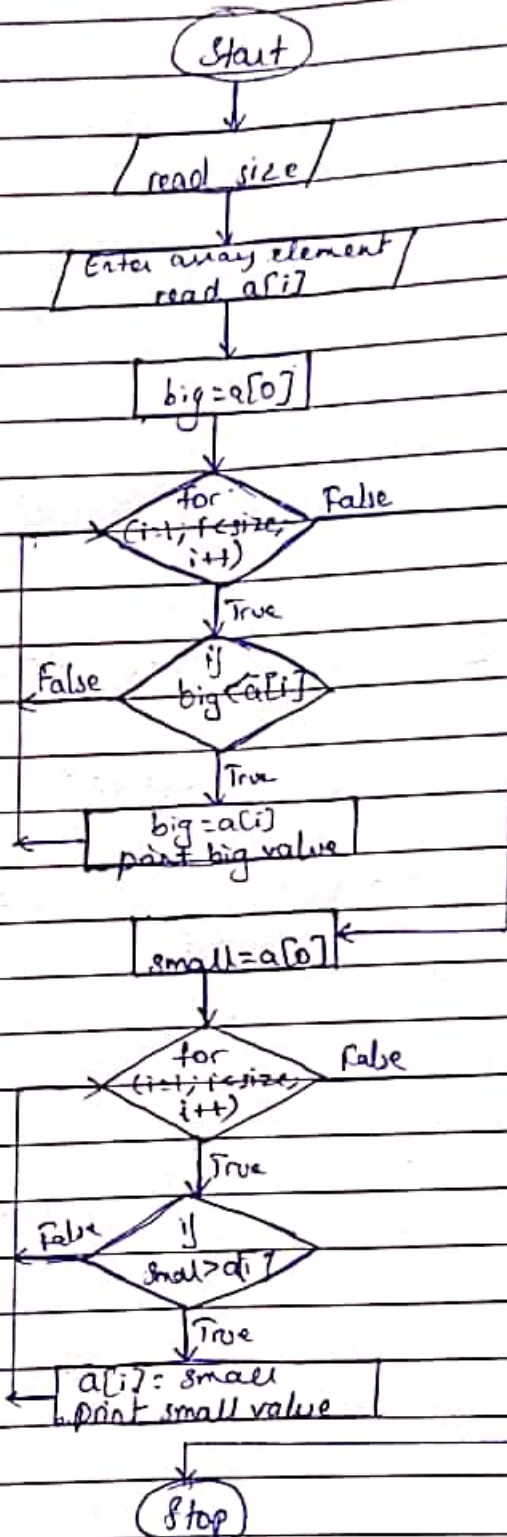 Start
read size
Enter array element
read a[i]
big=a[0]
for
(i=1; i<size;
i++)
False
True
if
big<a[i]
False
True
big=a[i]
print big value
small=a[0]
for
(i=1; i<size;
i++)
False
True
if
small>a[i]
False
True
a[i]= small
print small value
Stop